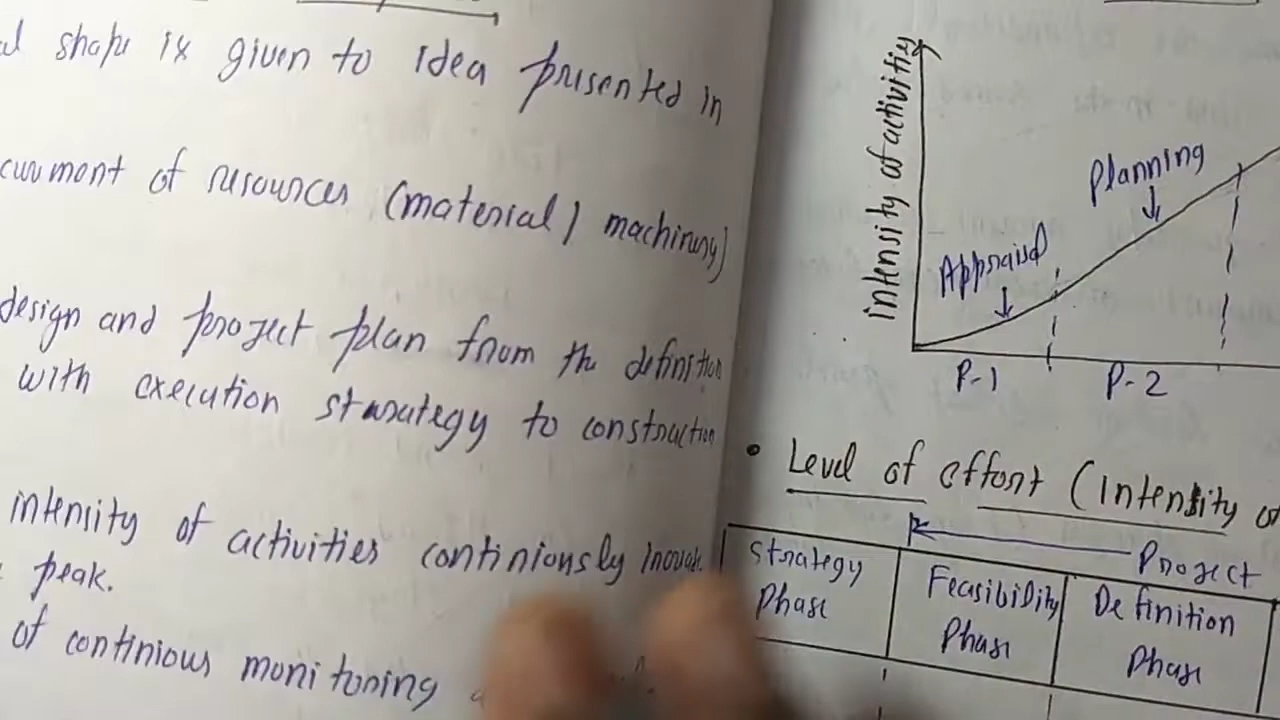 shape is given to idea presented in
of resources (material / machinery)
design and project plan from the definition
with execution strategy to construction
intensity of activities continiously
peak.
of continious monitoring
intensity of activities
Appraisal
Planning
P-1 P-2
• Level of effort (Intensity of
Project
Strategy Phase
Feasibility Phase
Definition Phase